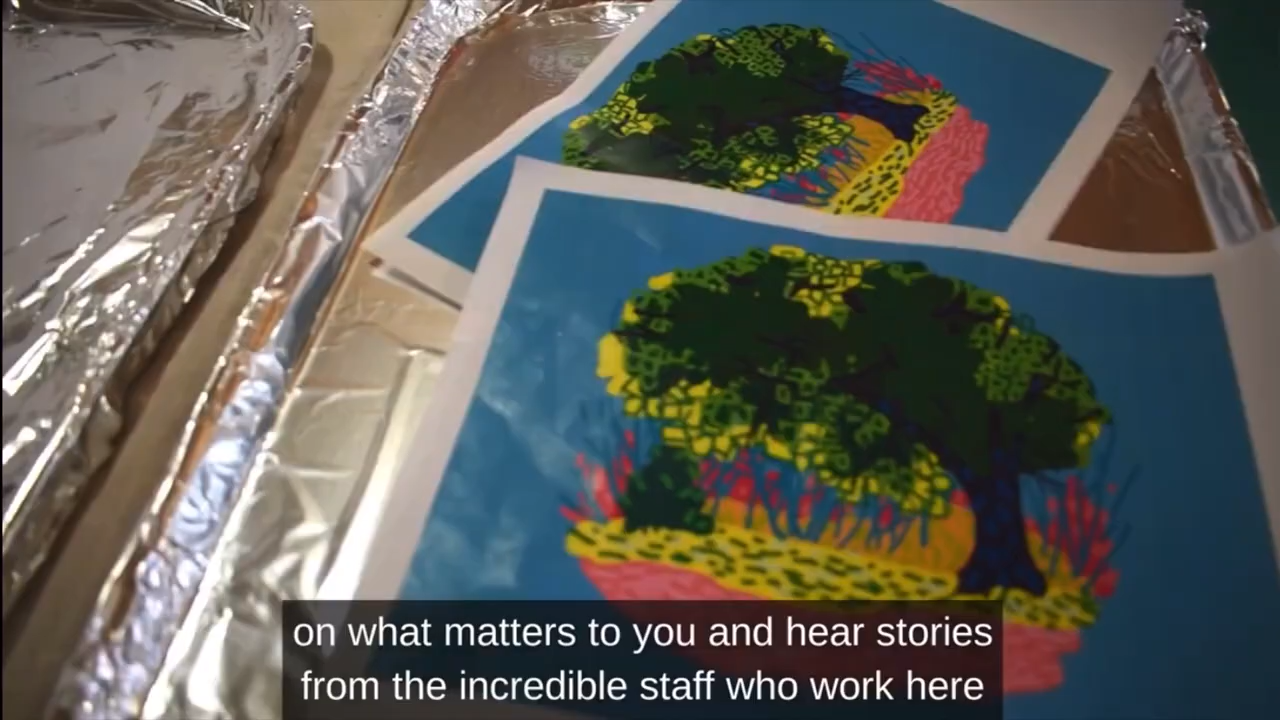 on what matters to you and hear stories
from the incredible staff who work here